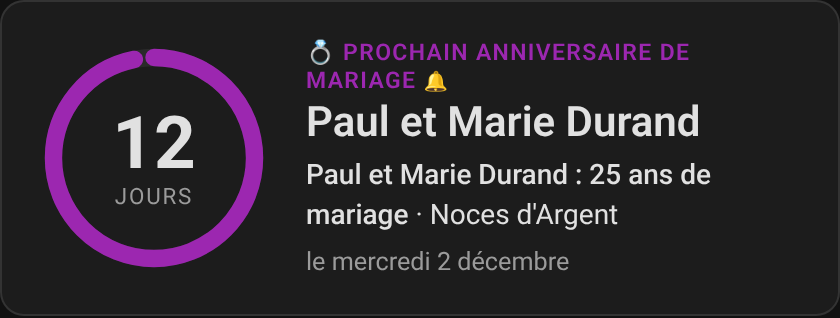 12
JOURS
💍 PROCHAIN ANNIVERSAIRE DE
MARIAGE 🔔
Paul et Marie Durand
Paul et Marie Durand : 25 ans de
mariage · Noces d'Argent
le mercredi 2 décembre